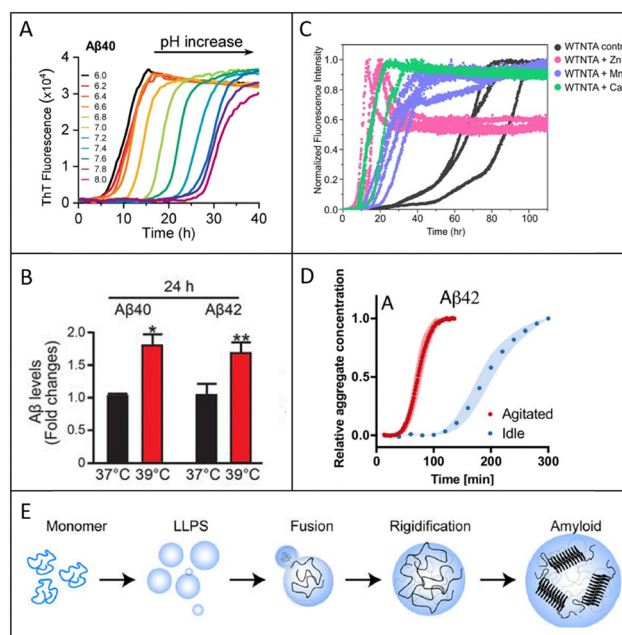 A
Aβ40
pH increase
ThT Fluorescence (x10⁴)
4
3
2
1
0
6.0
6.2
6.4
6.6
6.8
7.0
7.2
7.4
7.6
7.8
8.0
0 10 20 30 40
Time (h)
C
Normalized Fluorescence Intensity
1.0
0.8
0.6
0.4
0.2
0.0
WTNTA contr
WTNTA + Zn
WTNTA + Mn
WTNTA + Ca
0 20 40 60 80 100
Time (hr)
B
24 h
Aβ40 Aβ42
Aβ levels
(Fold changes)
2.0
1.5
1.0
0.5
0
* **
37°C 39°C 37°C 39°C
D
A
Aβ42
Relative aggregate concentration
1.0
0.5
0.0
Agitated
Idle
0 100 200 300
Time [min]
E
Monomer LLPS Fusion Rigidification Amyloid